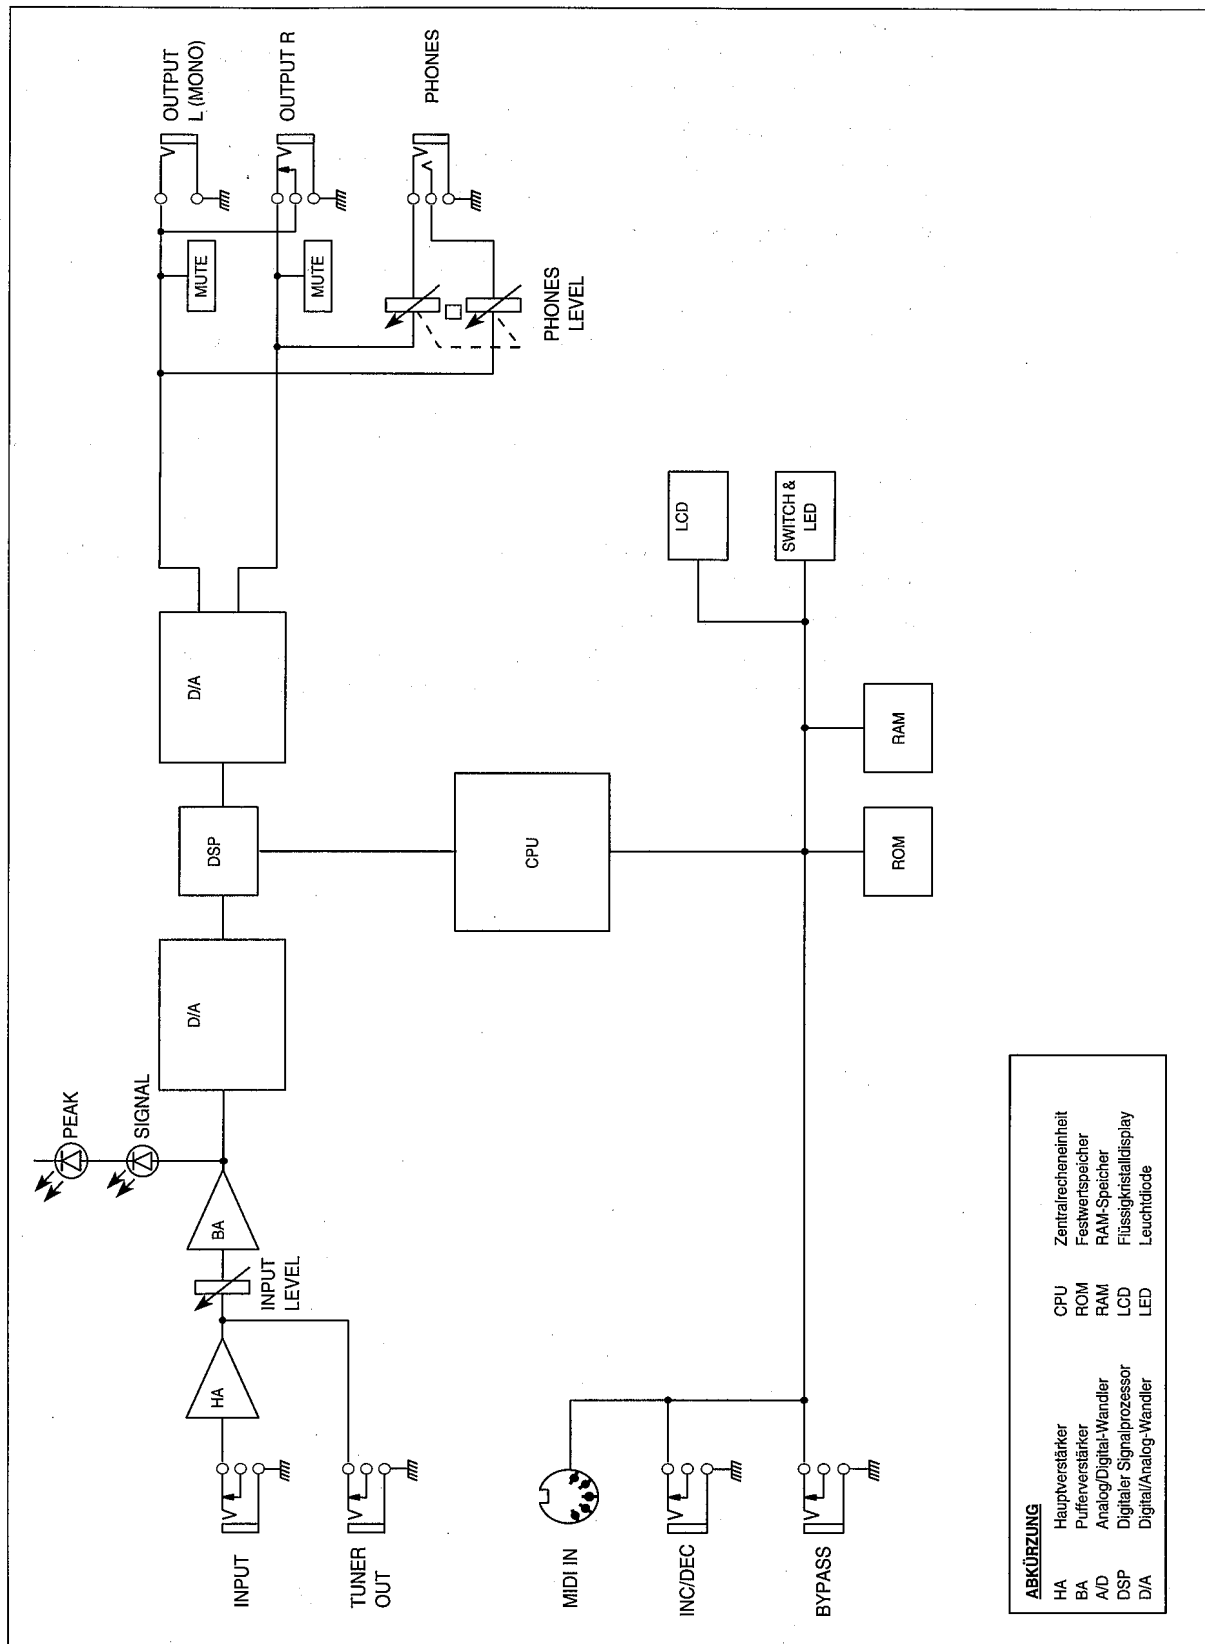 OUTPUT
L (MONO)
OUTPUT R
PHONES
MUTE
MUTE
PHONES
LEVEL
D/A
DSP
D/A
PEAK
SIGNAL
BA
INPUT
LEVEL
HA
INPUT
TUNER
OUT
CPU
LCD
SWITCH &
LED
RAM
ROM
MIDI IN
INC/DEC
BYPASS
ABKÜRZUNG
HA Hauptverstärker CPU Zentralrecheneinheit
BA Pufferverstärker ROM Festwertspeicher
A/D Analog/Digital-Wandler RAM RAM-Speicher
DSP Digitaler Signalprozessor LCD Flüssigkristalldisplay
D/A Digital/Analog-Wandler LED Leuchtdiode